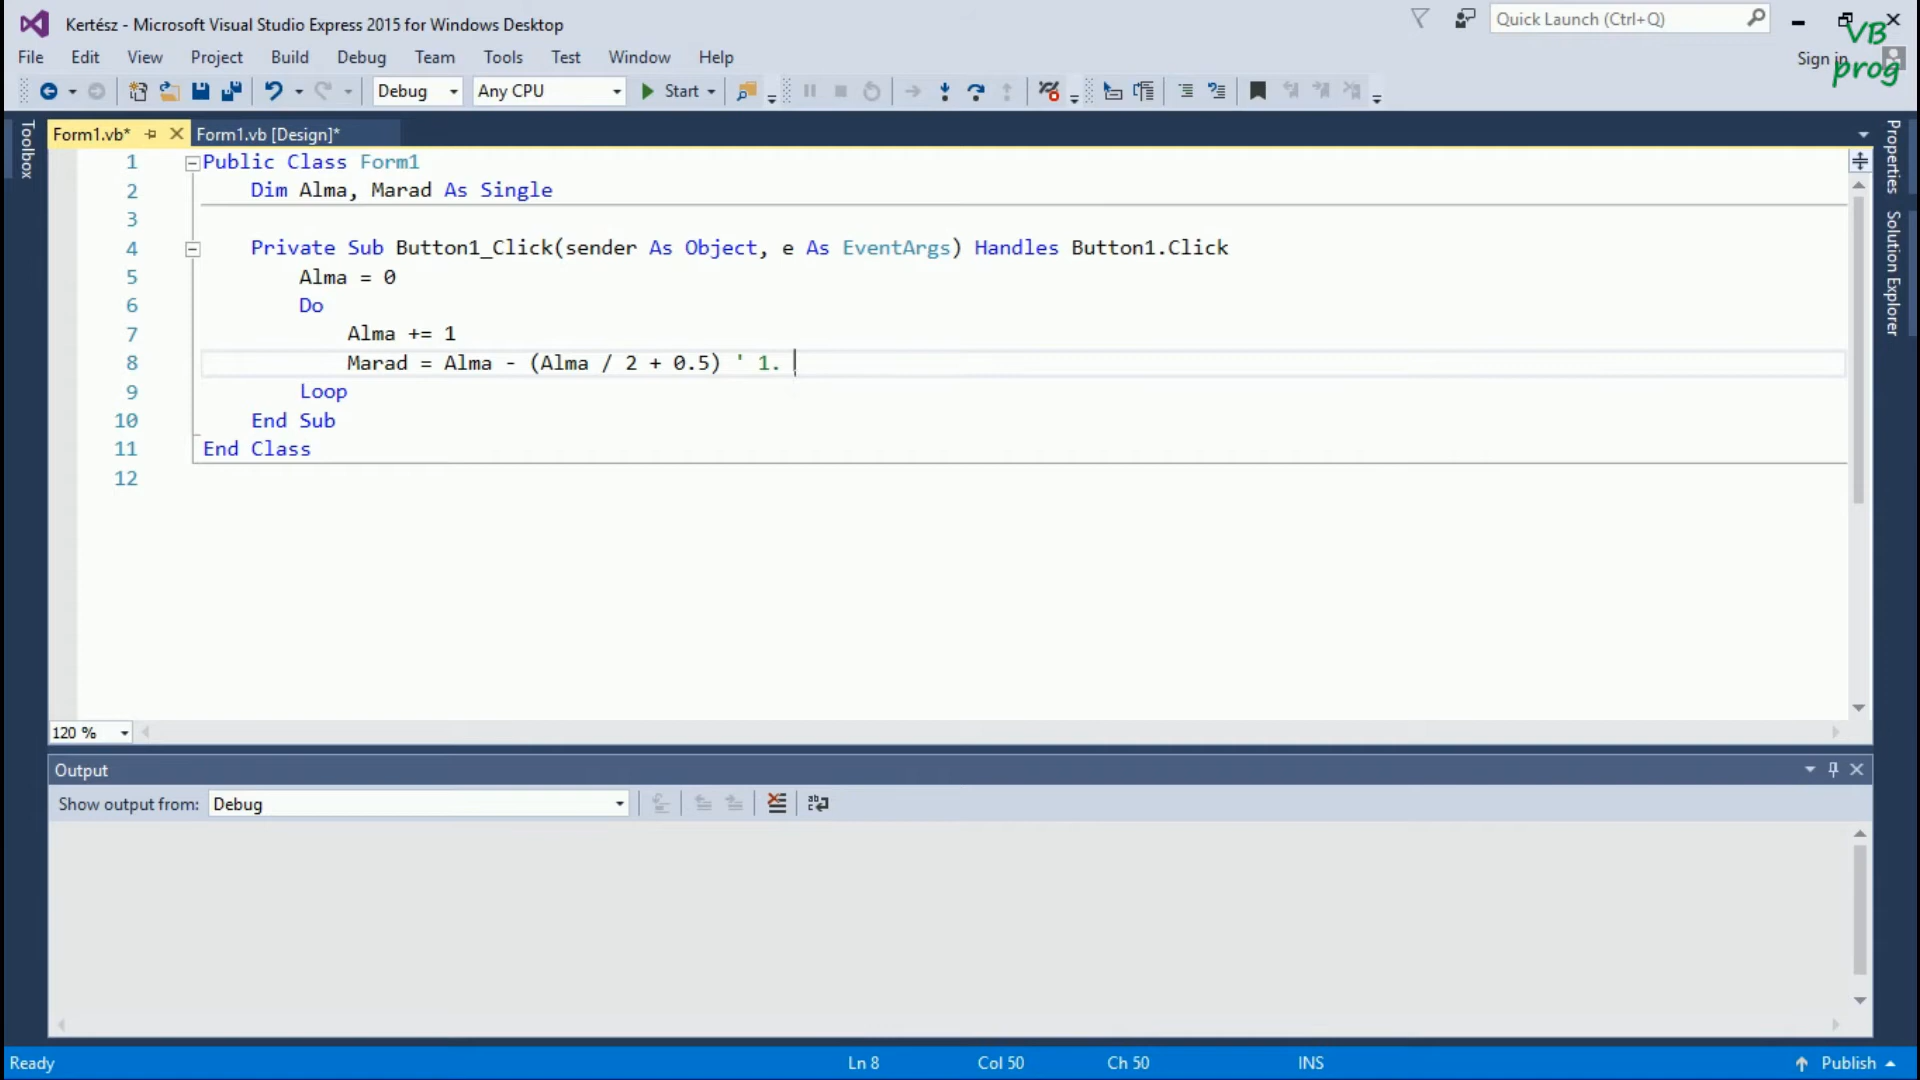 Kertész - Microsoft Visual Studio Express 2015 for Windows Desktop
Quick Launch (Ctrl+Q)
VB
prog
File Edit View Project Build Debug Team Tools Test Window Help
Sign in
Debug Any CPU Start
Toolbox
Form1.vb* Form1.vb [Design]*
Properties
Solution Explorer
1 Public Class Form1
2 Dim Alma, Marad As Single
3
4 Private Sub Button1_Click(sender As Object, e As EventArgs) Handles Button1.Click
5 Alma = 0
6 Do
7 Alma += 1
8 Marad = Alma - (Alma / 2 + 0.5) ' 1.
9 Loop
10 End Sub
11 End Class
12
120 %
Output
Show output from: Debug
Ready Ln 8 Col 50 Ch 50 INS Publish